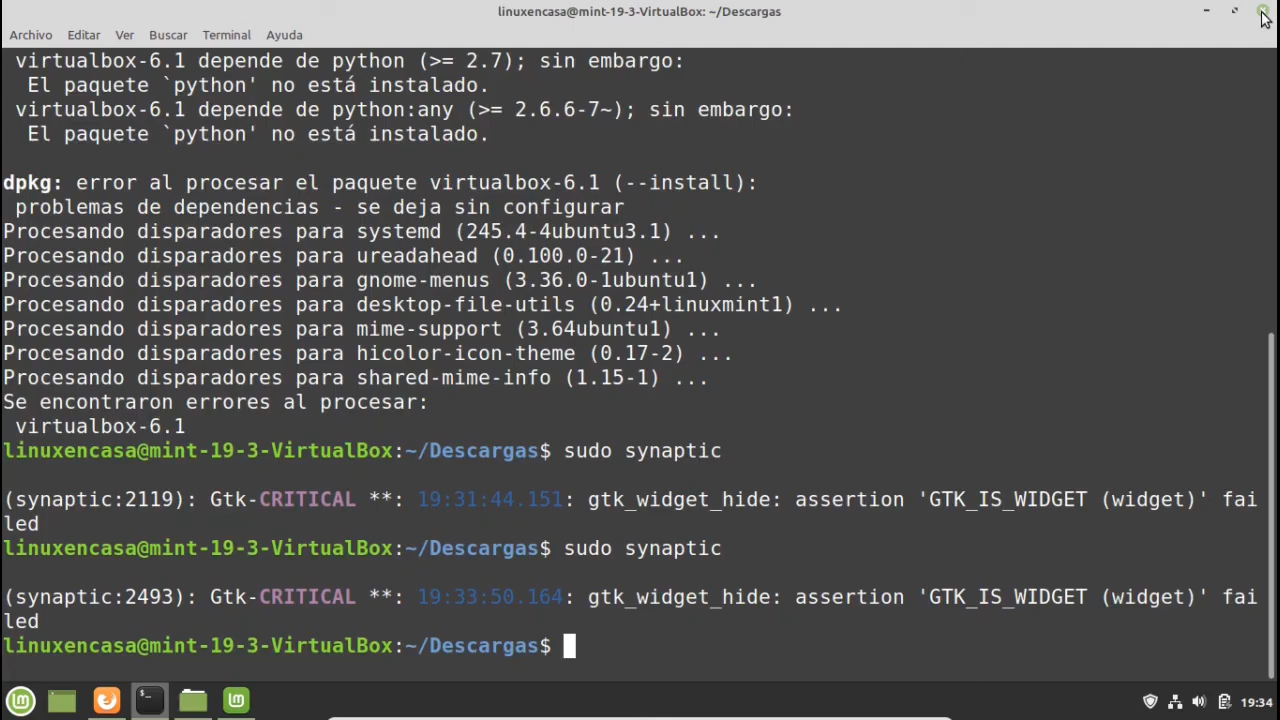 linuxencasa@mint-19-3-VirtualBox: ~/Descargas
Archivo Editar Ver Buscar Terminal Ayuda
virtualbox-6.1 depende de python (>= 2.7); sin embargo:
El paquete `python' no está instalado.
virtualbox-6.1 depende de python:any (>= 2.6.6-7~); sin embargo:
El paquete `python' no está instalado.
dpkg: error al procesar el paquete virtualbox-6.1 (--install):
problemas de dependencias - se deja sin configurar
Procesando disparadores para systemd (245.4-4ubuntu3.1) ...
Procesando disparadores para ureadahead (0.100.0-21) ...
Procesando disparadores para gnome-menus (3.36.0-1ubuntu1) ...
Procesando disparadores para desktop-file-utils (0.24+linuxmint1) ...
Procesando disparadores para mime-support (3.64ubuntu1) ...
Procesando disparadores para hicolor-icon-theme (0.17-2) ...
Procesando disparadores para shared-mime-info (1.15-1) ...
Se encontraron errores al procesar:
virtualbox-6.1
linuxencasa@mint-19-3-VirtualBox:~/Descargas$ sudo synaptic
(synaptic:2119): Gtk-CRITICAL **: 19:31:44.151: gtk_widget_hide: assertion 'GTK_IS_WIDGET (widget)' fai
led
linuxencasa@mint-19-3-VirtualBox:~/Descargas$ sudo synaptic
(synaptic:2493): Gtk-CRITICAL **: 19:33:50.164: gtk_widget_hide: assertion 'GTK_IS_WIDGET (widget)' fai
led
linuxencasa@mint-19-3-VirtualBox:~/Descargas$
19:34